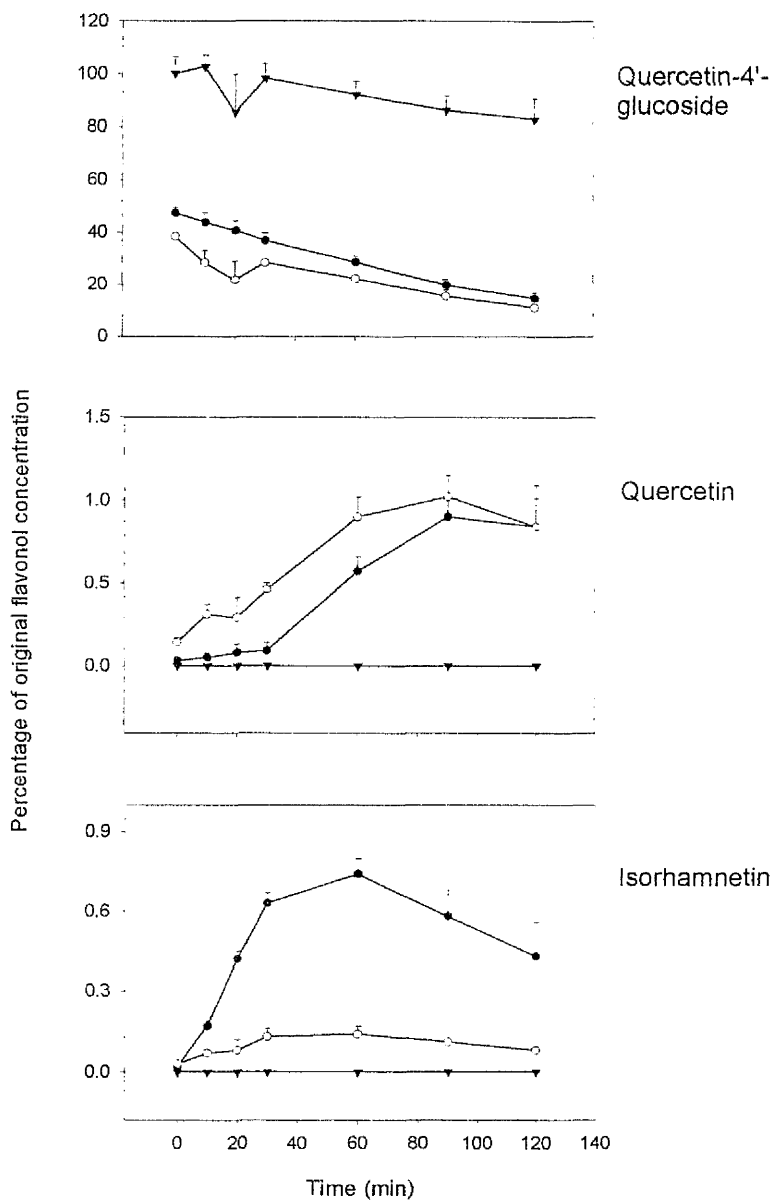 120
100
80
60
40
20
0
Quercetin-4'-
glucoside
Percentage of original flavonol concentration
1.5
1.0
0.5
0.0
Quercetin
0.9
0.6
0.3
0.0
Isorhamnetin
0 20 40 60 80 100 120 140
Time (min)